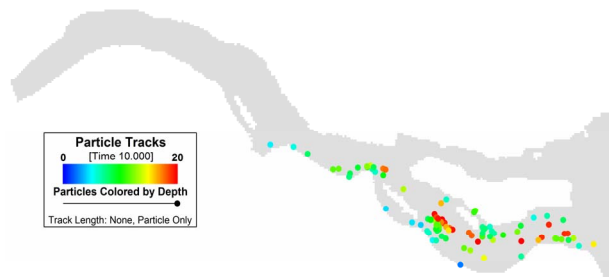 Particle Tracks
0 [Time 10.000] 20
Particles Colored by Depth
Track Length: None, Particle Only